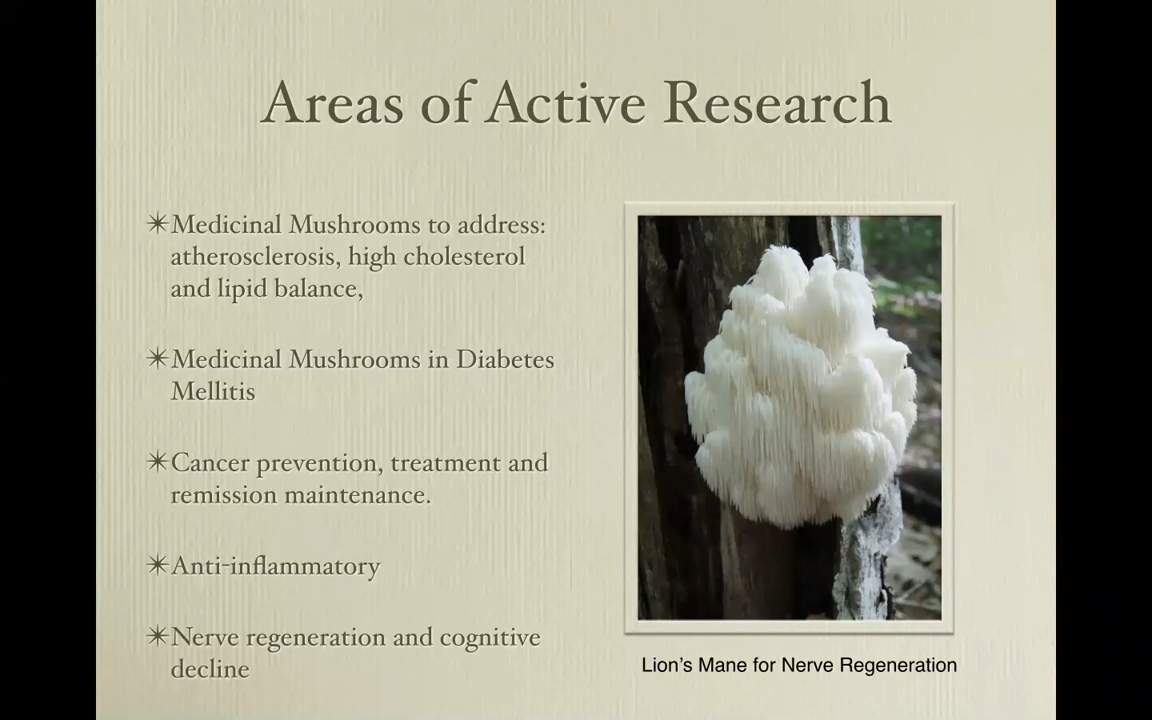 Areas of Active Research
✴Medicinal Mushrooms to address:
atherosclerosis, high cholesterol
and lipid balance,
✴Medicinal Mushrooms in Diabetes
Mellitis
✴Cancer prevention, treatment and
remission maintenance.
✴Anti-inflammatory
✴Nerve regeneration and cognitive
decline
Lion's Mane for Nerve Regeneration